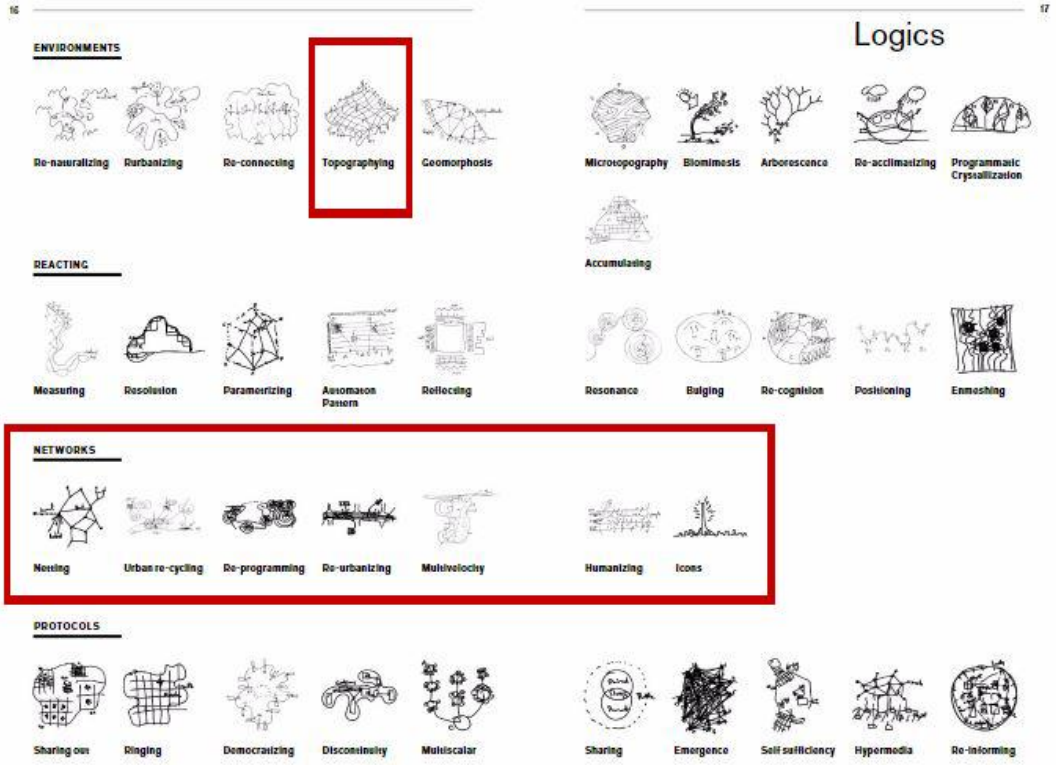 16
17
Logics
ENVIRONMENTS
Re-naturalizing Rurbanizing Re-connecting Topographying Geomorphosis Microtopography Biomimesis Arborescence Re-acclimatizing Programmatic
Crystallization
Accumulating
REACTING
Measuring Resolution Parametrizing Automaton Reflecting Resonance Bulging Re-cognition Positioning Enmeshing
Pattern
NETWORKS
Netting Urban re-cycling Re-programming Re-urbanizing Multivelocity Humanizing Icons
PROTOCOLS
Sharing out Ringing Democratizing Discontinuity Multiscalar Sharing Emergence Self sufficiency Hypermedia Re-informing